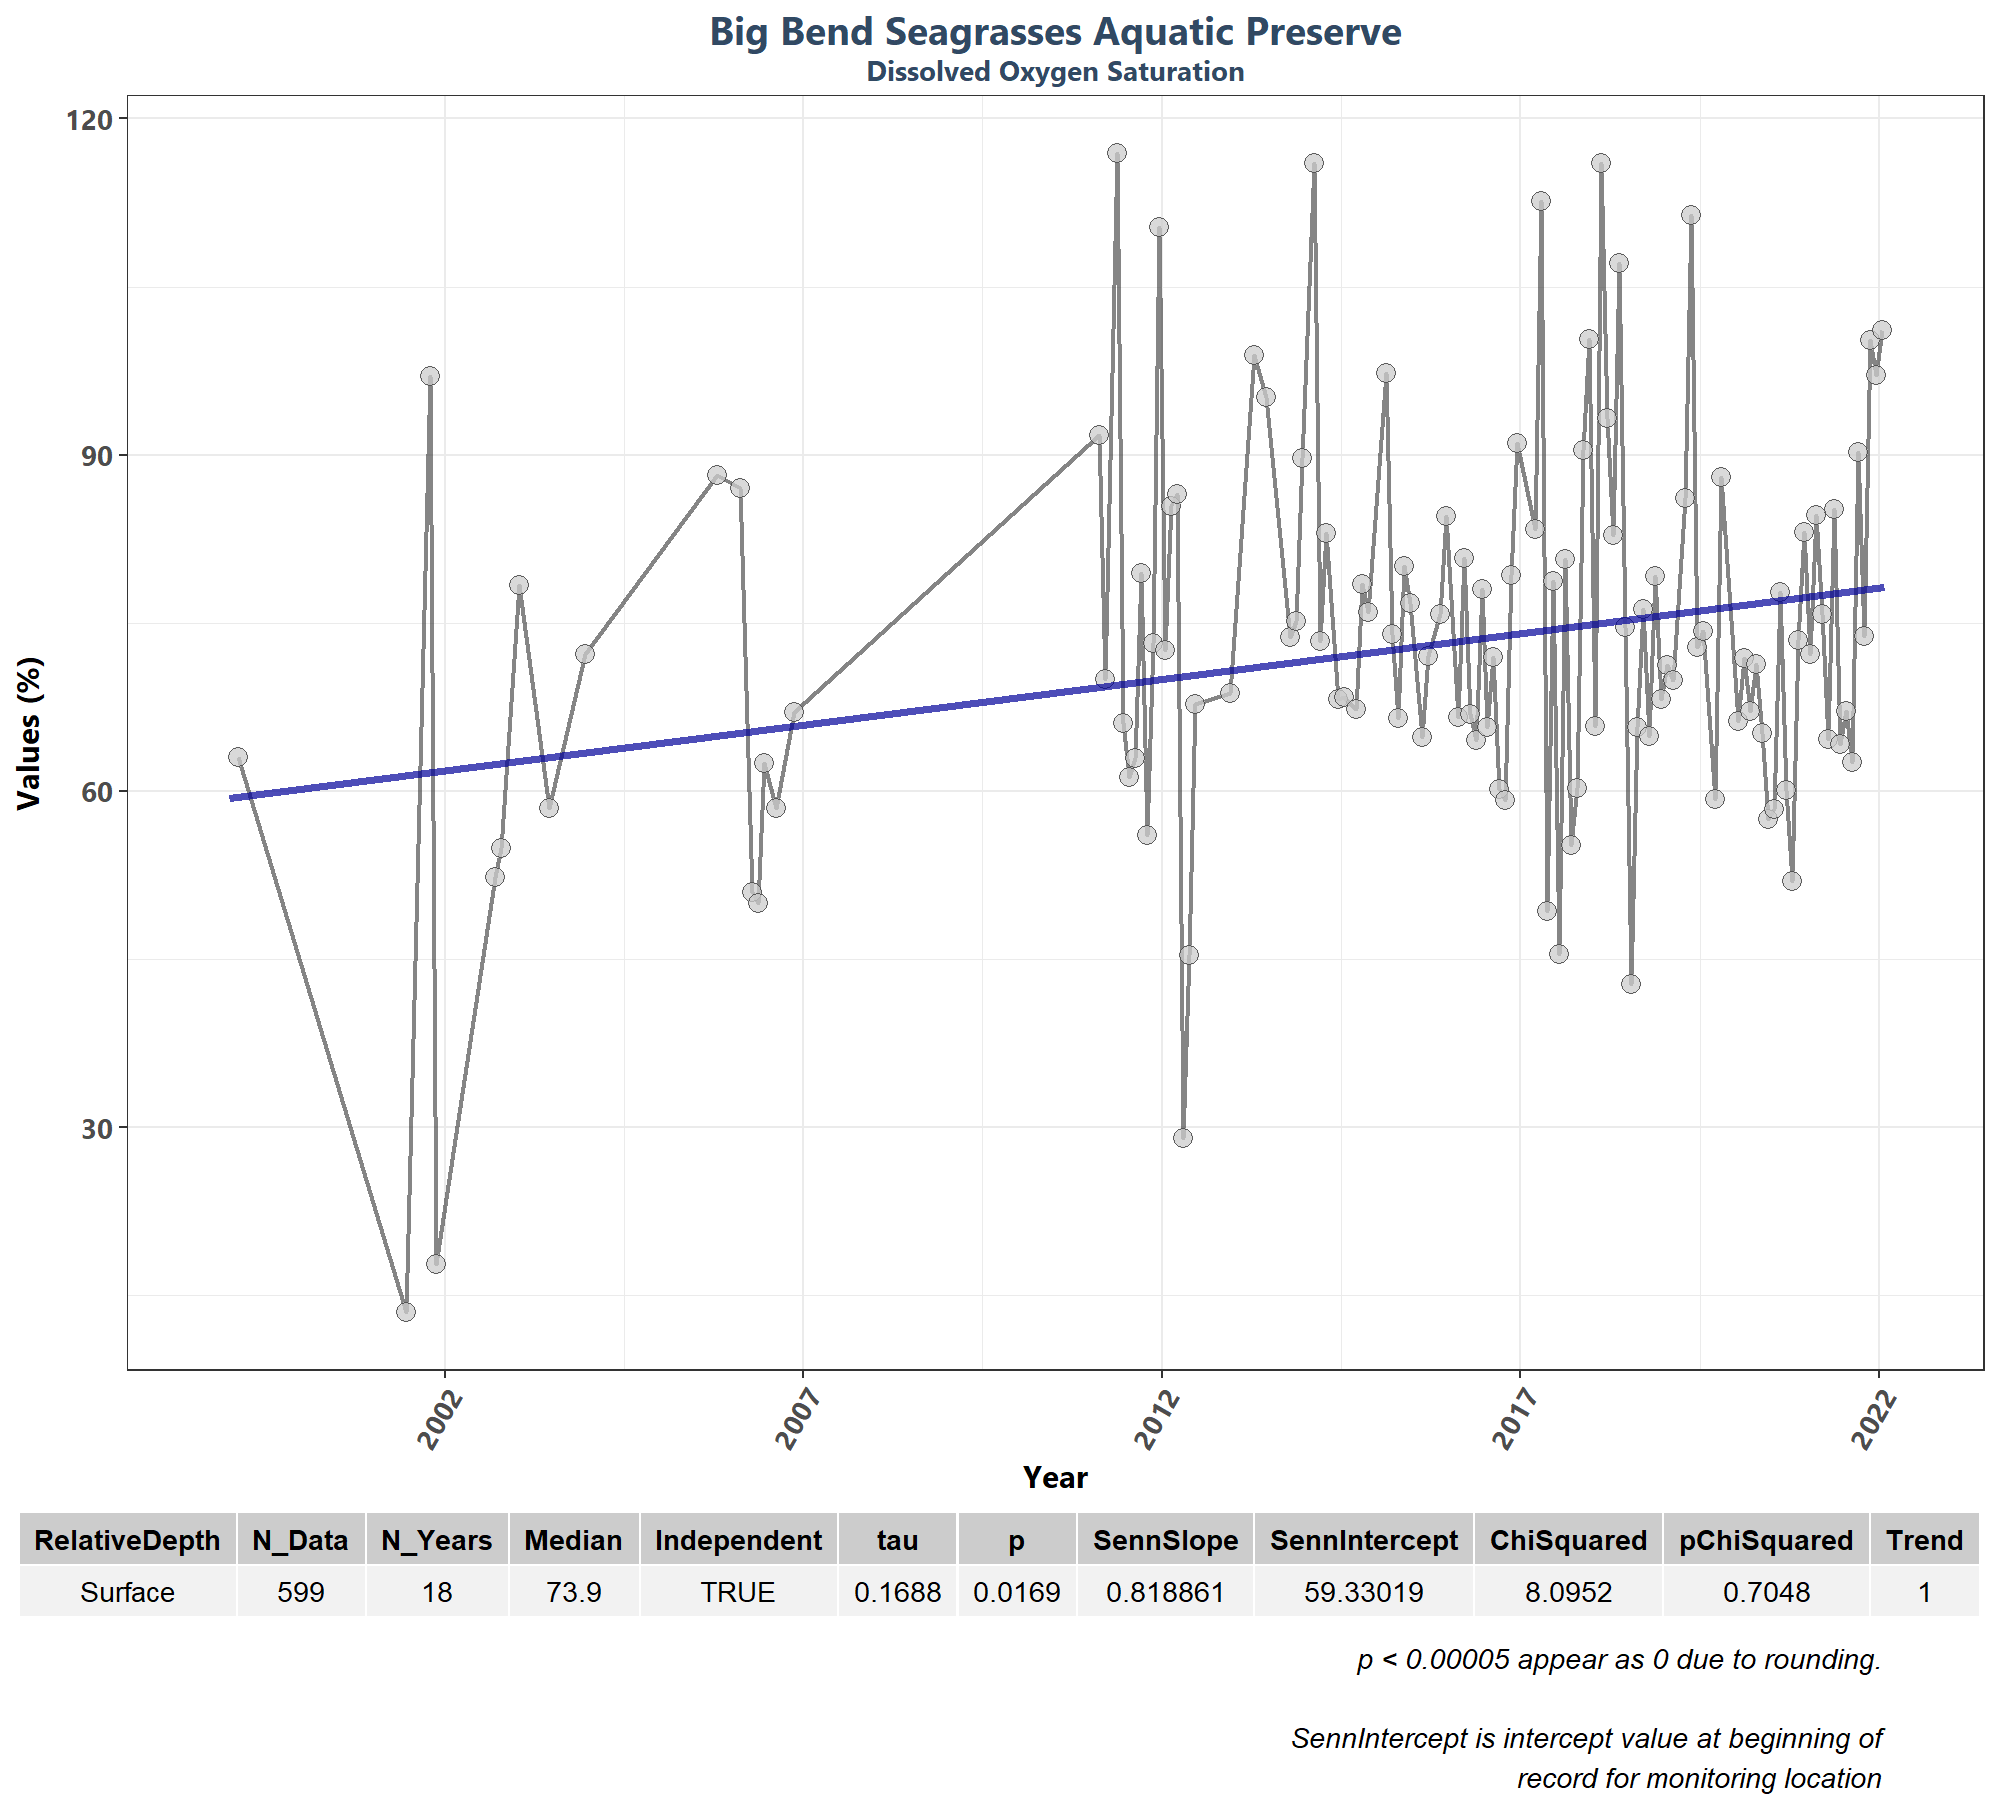 Big Bend Seagrasses Aquatic Preserve
Dissolved Oxygen Saturation
120
90
60
30
Values (%)
2002
2007
2012
2017
2022
Year
RelativeDepth N_Data N_Years Median Independent tau p SennSlope SennIntercept ChiSquared pChiSquared Trend
Surface 599 18 73.9 TRUE 0.1688 0.0169 0.818861 59.33019 8.0952 0.7048 1
p < 0.00005 appear as 0 due to rounding.
SennIntercept is intercept value at beginning of
record for monitoring location